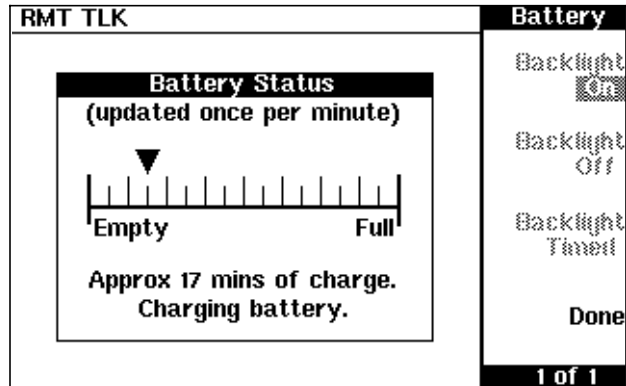 RMT TLK
Battery Status
(updated once per minute)
Empty Full
Approx 17 mins of charge.
Charging battery.
Battery
Backlight
On
Backlight
Off
Backlight
Timed
Done
1 of 1